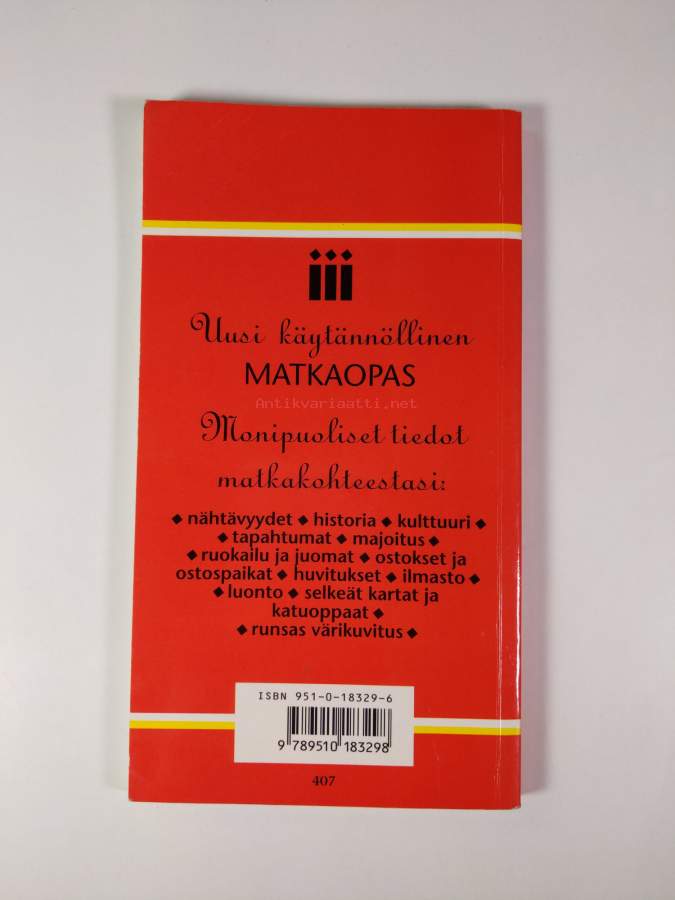 iii
Uusi käytännöllinen
MATKAOPAS
Antikvariaatti.net
Monipuoliset tiedot
matkakohteestasi:
◆ nähtävyydet ◆ historia ◆ kulttuuri ◆
◆ tapahtumat ◆ majoitus ◆
◆ ruokailu ja juomat ◆ ostokset ja
ostospaikat ◆ huvitukset ◆ ilmasto ◆
◆ luonto ◆ selkeät kartat ja
katuoppaat ◆
◆ runsas värikuvitus ◆
ISBN 951-0-18329-6
9 789510 183298
407